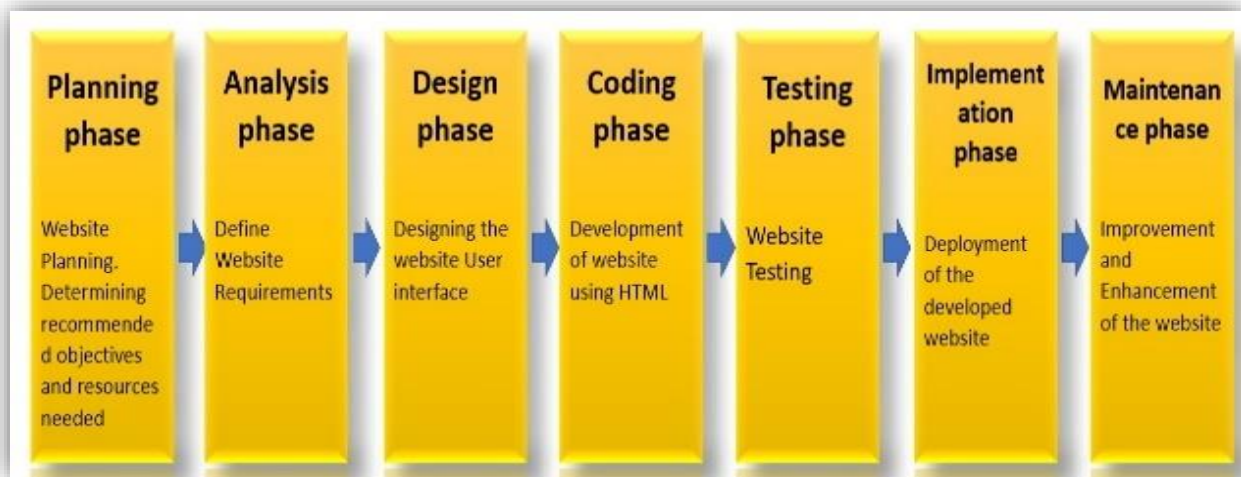 Planning
phase
Website
Planning.
Determining
recommende
d objectives
and resources
needed
Analysis
phase
Define
Website
Requirements
Design
phase
Designing the
website User
interface
Coding
phase
Development
of website
using HTML
Testing
phase
Website
Testing
Implement
ation
phase
Deployment
of the
developed
website
Maintenan
ce phase
Improvement
and
Enhancement
of the website